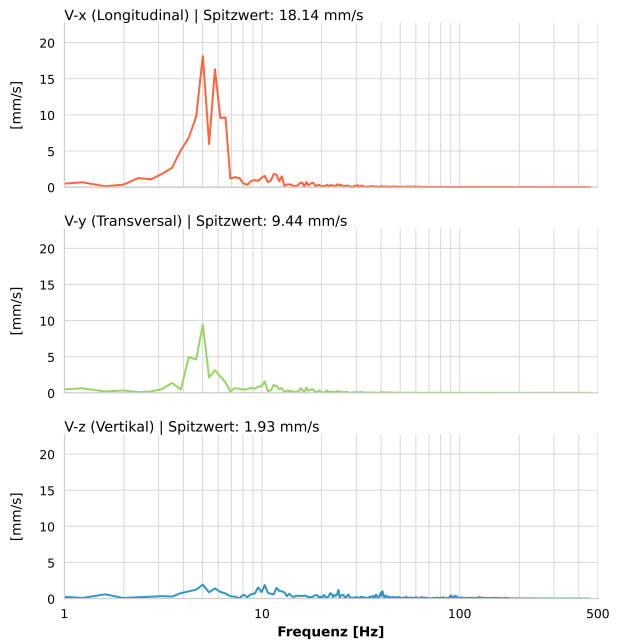 V-x (Longitudinal) | Spitzwert: 18.14 mm/s
20
15
10
5
0
[mm/s]
V-y (Transversal) | Spitzwert: 9.44 mm/s
20
15
10
5
0
[mm/s]
V-z (Vertikal) | Spitzwert: 1.93 mm/s
20
15
10
5
0
[mm/s]
1 10 100 500
Frequenz [Hz]